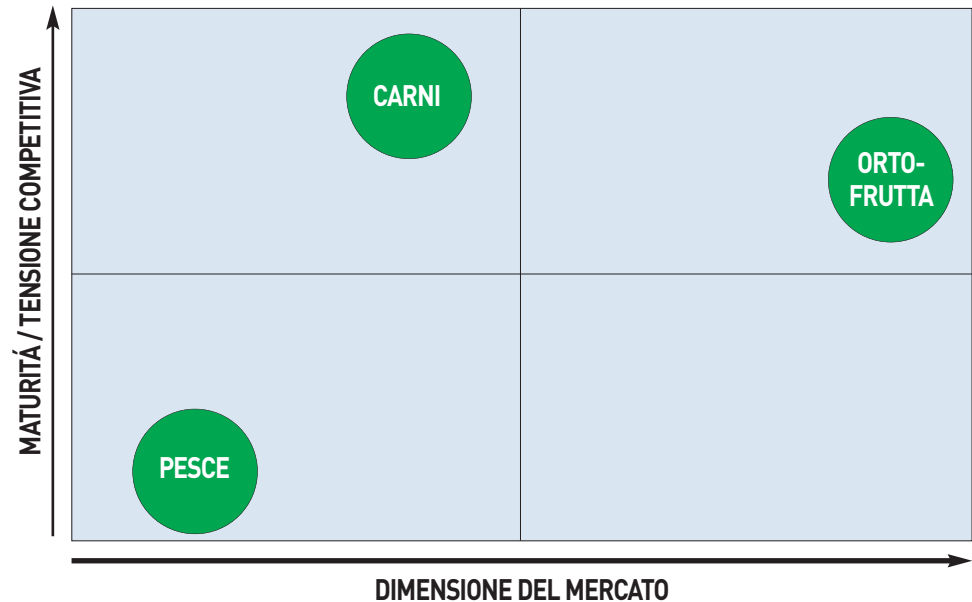 MATURITÁ / TENSIONE COMPETITIVA
CARNI
ORTO-
FRUTTA
PESCE
DIMENSIONE DEL MERCATO